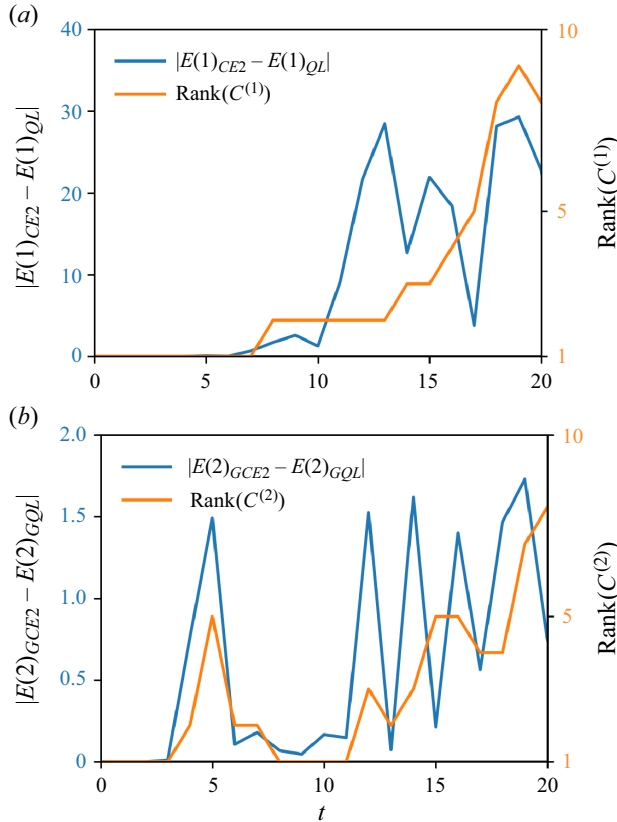 (a)
40
30
20
10
0
|E(1)CE2 – E(1)QL|
|E(1)CE2 – E(1)QL|
Rank(C(1))
10
5
1
Rank(C(1))
0
5
10
15
20
(b)
2.0
1.5
1.0
0.5
0
|E(2)GCE2 – E(2)GQL|
|E(2)GCE2 – E(2)GQL|
Rank(C(2))
10
5
1
Rank(C(2))
0
5
10
15
20
t